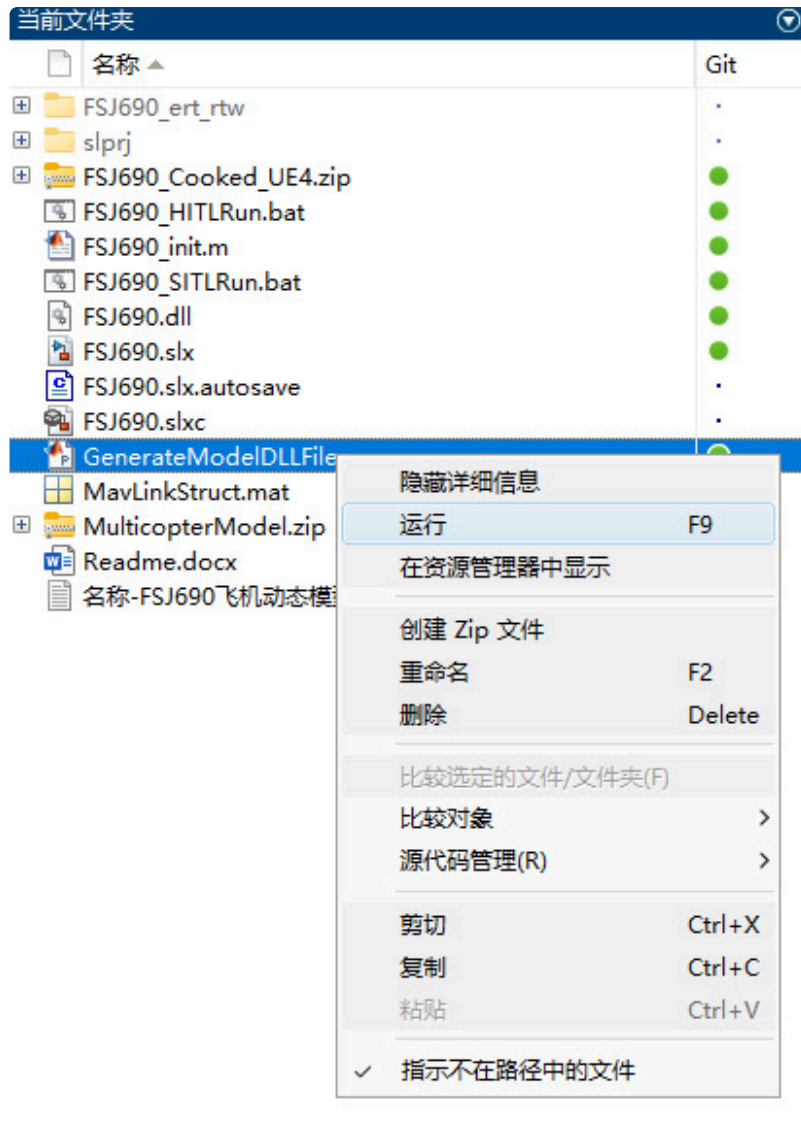 当前文件夹
名称 Git
FSJ690_ert_rtw
slprj
FSJ690_Cooked_UE4.zip
FSJ690_HITLRun.bat
FSJ690_init.m
FSJ690_SITLRun.bat
FSJ690.dll
FSJ690.slx
FSJ690.slx.autosave
FSJ690.slxc
GenerateModelDLLFile
MavLinkStruct.mat
MulticopterModel.zip
Readme.docx
名称-FSJ690飞机动态模
隐藏详细信息
运行 F9
在资源管理器中显示
创建 Zip 文件
重命名 F2
删除 Delete
比较选定的文件/文件夹(F)
比较对象
源代码管理(R)
剪切 Ctrl+X
复制 Ctrl+C
粘贴 Ctrl+V
指示不在路径中的文件